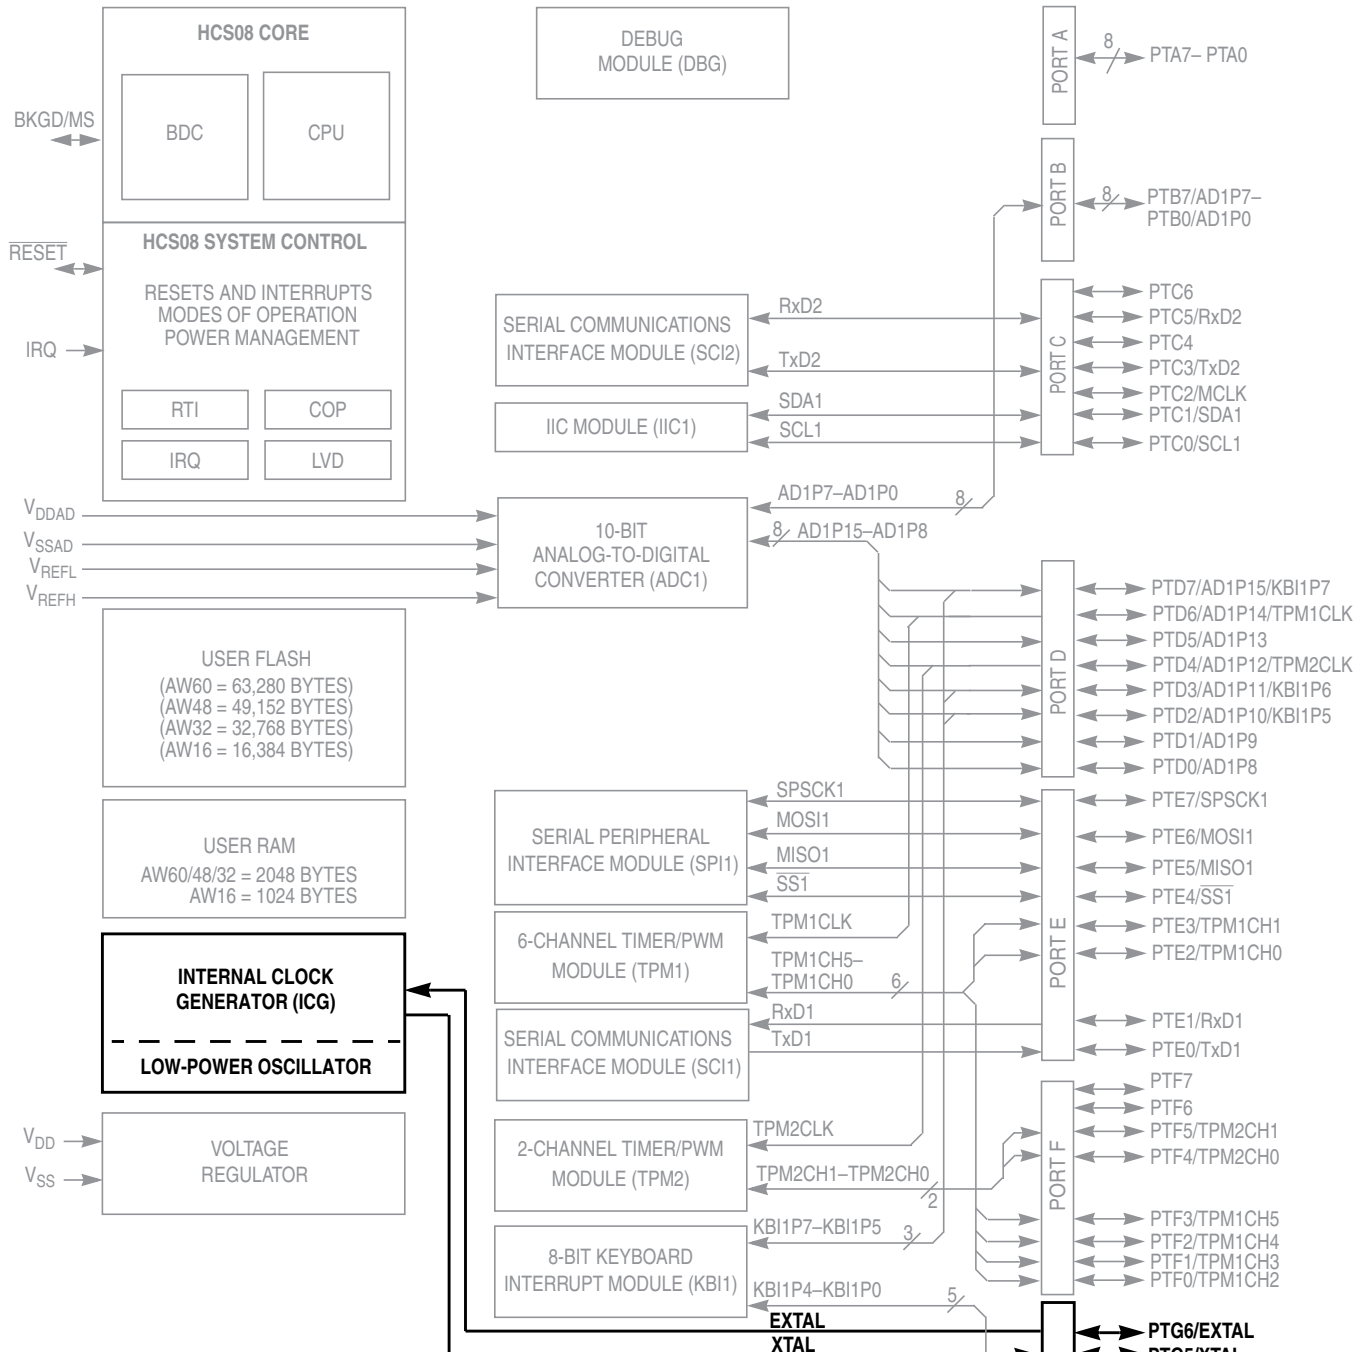 HCS08 CORE
BDC
CPU
BKGD/MS
HCS08 SYSTEM CONTROL
RESETS AND INTERRUPTS
MODES OF OPERATION
POWER MANAGEMENT
RESET
IRQ
RTI
COP
IRQ
LVD
VDDAD
VSSAD
VREFL
VREFH
USER FLASH
(AW60 = 63,280 BYTES)
(AW48 = 49,152 BYTES)
(AW32 = 32,768 BYTES)
(AW16 = 16,384 BYTES)
USER RAM
AW60/48/32 = 2048 BYTES
AW16 = 1024 BYTES
INTERNAL CLOCK
GENERATOR (ICG)
LOW-POWER OSCILLATOR
VDD
VSS
VOLTAGE
REGULATOR
DEBUG
MODULE (DBG)
SERIAL COMMUNICATIONS
INTERFACE MODULE (SCI2)
RxD2
TxD2
IIC MODULE (IIC1)
SDA1
SCL1
10-BIT
ANALOG-TO-DIGITAL
CONVERTER (ADC1)
AD1P7–AD1P0
8
8
AD1P15–AD1P8
SERIAL PERIPHERAL
INTERFACE MODULE (SPI1)
SPSCK1
MOSI1
MISO1
SS1
6-CHANNEL TIMER/PWM
MODULE (TPM1)
TPM1CLK
TPM1CH5–
TPM1CH0
6
SERIAL COMMUNICATIONS
INTERFACE MODULE (SCI1)
RxD1
TxD1
2-CHANNEL TIMER/PWM
MODULE (TPM2)
TPM2CLK
TPM2CH1–TPM2CH0
2
8-BIT KEYBOARD
INTERRUPT MODULE (KBI1)
KBI1P7–KBI1P5
3
KBI1P4–KBI1P0
5
EXTAL
XTAL
PORT A
8
PTA7– PTA0
PORT B
8
PTB7/AD1P7–
PTB0/AD1P0
PORT C
PTC6
PTC5/RxD2
PTC4
PTC3/TxD2
PTC2/MCLK
PTC1/SDA1
PTC0/SCL1
PORT D
PTD7/AD1P15/KBI1P7
PTD6/AD1P14/TPM1CLK
PTD5/AD1P13
PTD4/AD1P12/TPM2CLK
PTD3/AD1P11/KBI1P6
PTD2/AD1P10/KBI1P5
PTD1/AD1P9
PTD0/AD1P8
PORT E
PTE7/SPSCK1
PTE6/MOSI1
PTE5/MISO1
PTE4/SS1
PTE3/TPM1CH1
PTE2/TPM1CH0
PTE1/RxD1
PTE0/TxD1
PORT F
PTF7
PTF6
PTF5/TPM2CH1
PTF4/TPM2CH0
PTF3/TPM1CH5
PTF2/TPM1CH4
PTF1/TPM1CH3
PTF0/TPM1CH2
PTG6/EXTAL
PTG5/XTAL